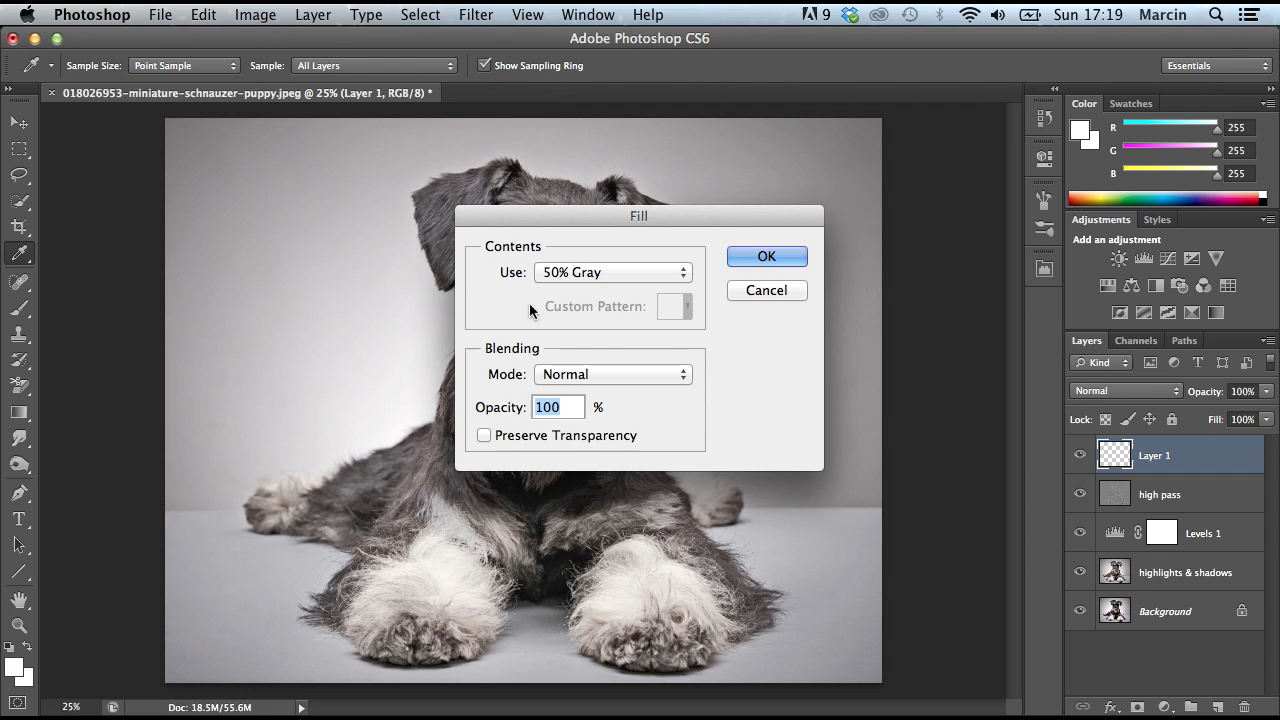 Photoshop File Edit Image Layer Type Select Filter View Window Help 9 Sun 17:19 Marcin
Adobe Photoshop CS6
Sample Size: Point Sample Sample: All Layers Show Sampling Ring Essentials
018026953-miniature-schnauzer-puppy.jpeg @ 25% (Layer 1, RGB/8) *
Color Swatches
R 255
G 255
B 255
Adjustments Styles
Add an adjustment
Fill
Contents
Use: 50% Gray
Custom Pattern:
OK
Cancel
Blending
Mode: Normal
Opacity: 100 %
Preserve Transparency
Layers Channels Paths
Kind
Normal Opacity: 100%
Lock: Fill: 100%
Layer 1
high pass
Levels 1
highlights & shadows
Background
25% Doc: 18.5M/55.6M